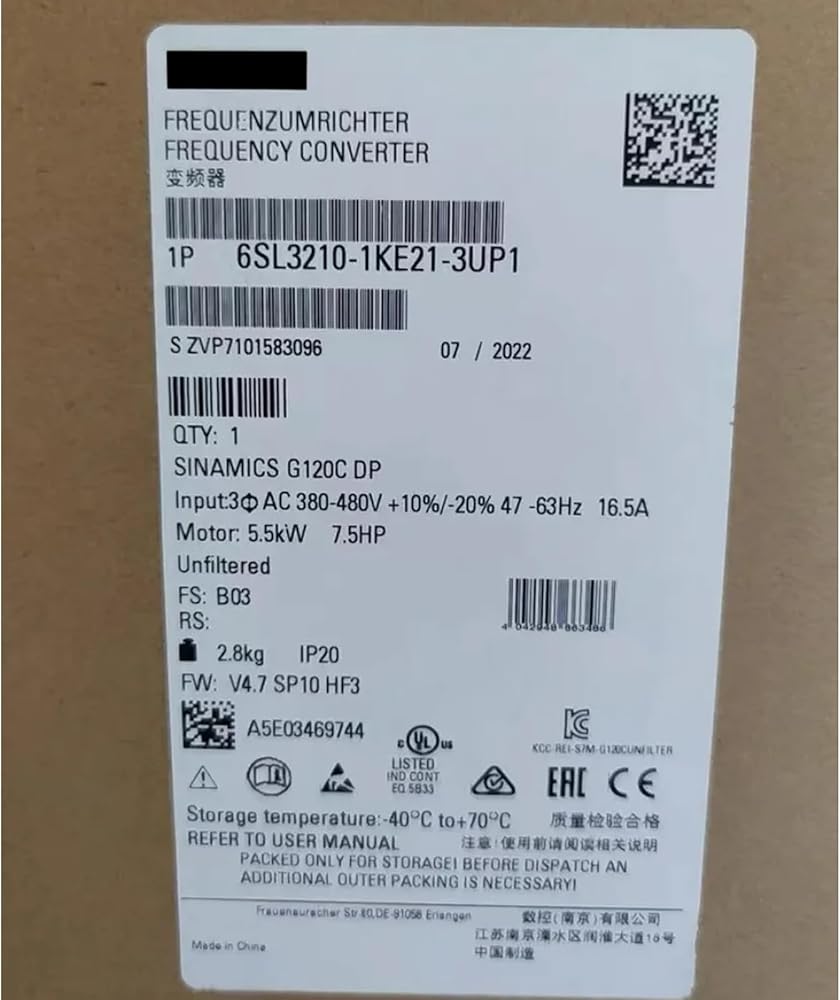 FREQUENZUMRICHTER
FREQUENCY CONVERTER
变频器
1P 6SL3210-1KE21-3UP1
S ZVP7101583096 07 / 2022
QTY: 1
SINAMICS G120C DP
Input:3Φ AC 380-480V +10%/-20% 47 -63Hz 16.5A
Motor: 5.5kW 7.5HP
Unfiltered
FS: B03
RS:
4 042948 663486
2.8kg IP20
FW: V4.7 SP10 HF3
A5E03469744
c UL us
LISTED
IND CONT
EQ 5B33
KCC-REI-S7M-G120CUNFILTER
EAC CE
Storage temperature:-40°C to+70°C 质量检验合格
REFER TO USER MANUAL 注意!使用前请阅读相关说明
PACKED ONLY FOR STORAGE! BEFORE DISPATCH AN
ADDITIONAL OUTER PACKING IS NECESSARY!
Frauenauracher Str.80,DE-91056 Erlangen
数控(南京)有限公司
江苏南京溧水区润淮大道18号
Made in China
中国制造